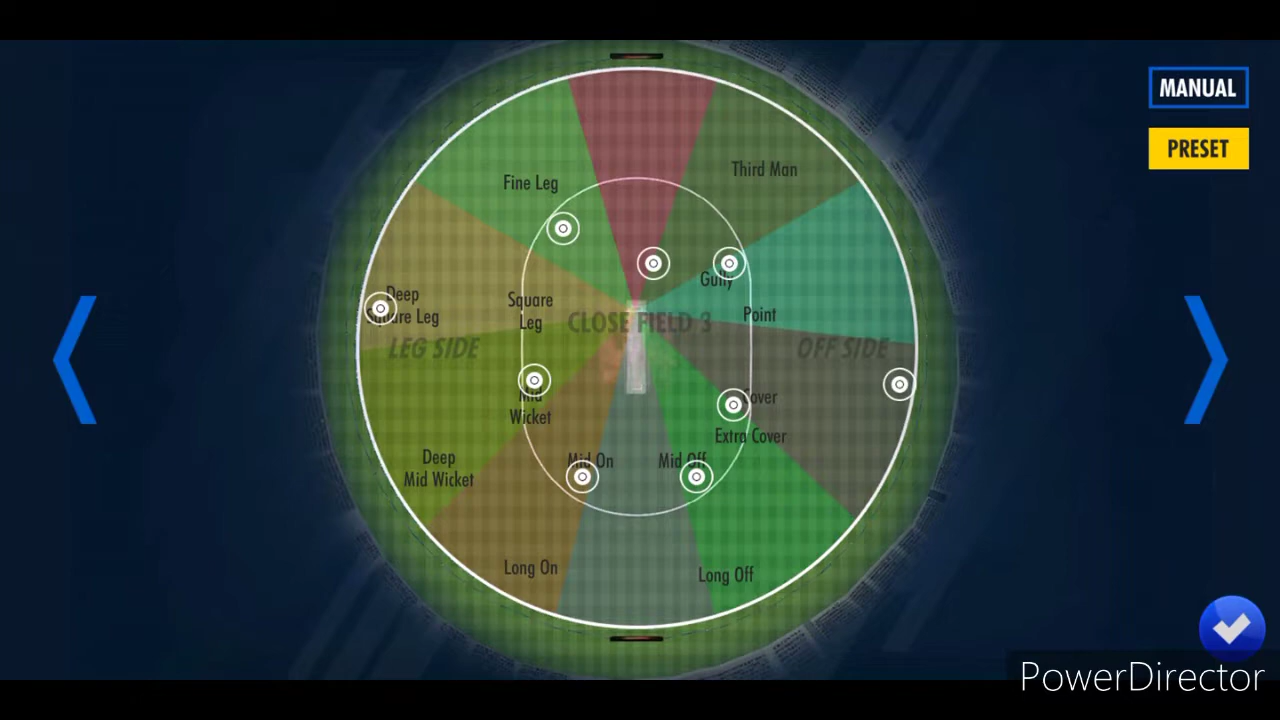 MANUAL
PRESET
Third Man
Fine Leg
Gully
Deep
Square Leg
Square
Leg
Point
CLOSE FIELD 3
LEG SIDE
OFF SIDE
Mid
Wicket
Cover
Extra Cover
Deep
Mid Wicket
Mid On
Mid Off
Long On
Long Off
PowerDirector